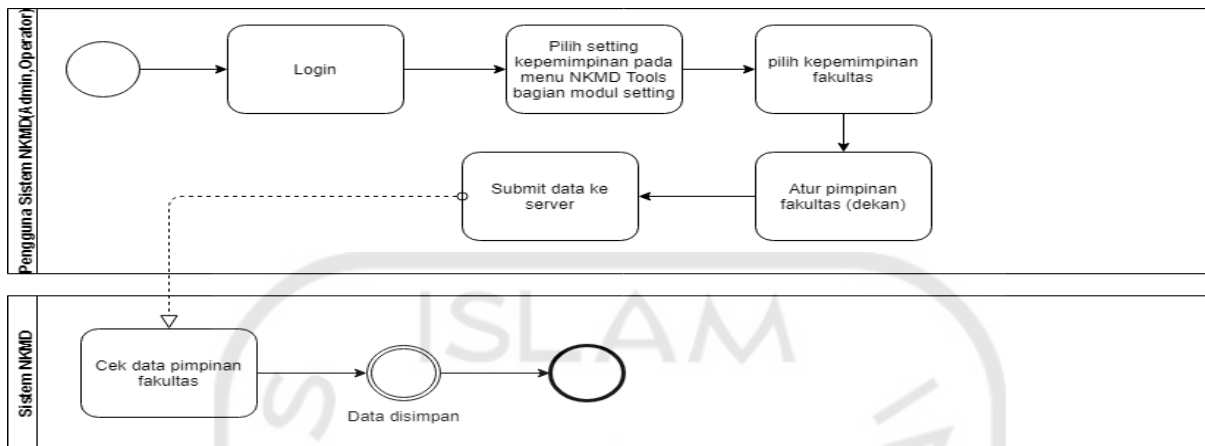 Pengguna Sistem NKMD(Admin,Operator)
Login
Pilih setting
kepemimpinan pada
menu NKMD Tools
bagian modul setting
pilih kepemimpinan
fakultas
Submit data ke
server
Atur pimpinan
fakultas (dekan)
Sistem NKMD
Cek data pimpinan
fakultas
Data disimpan
ISLAM